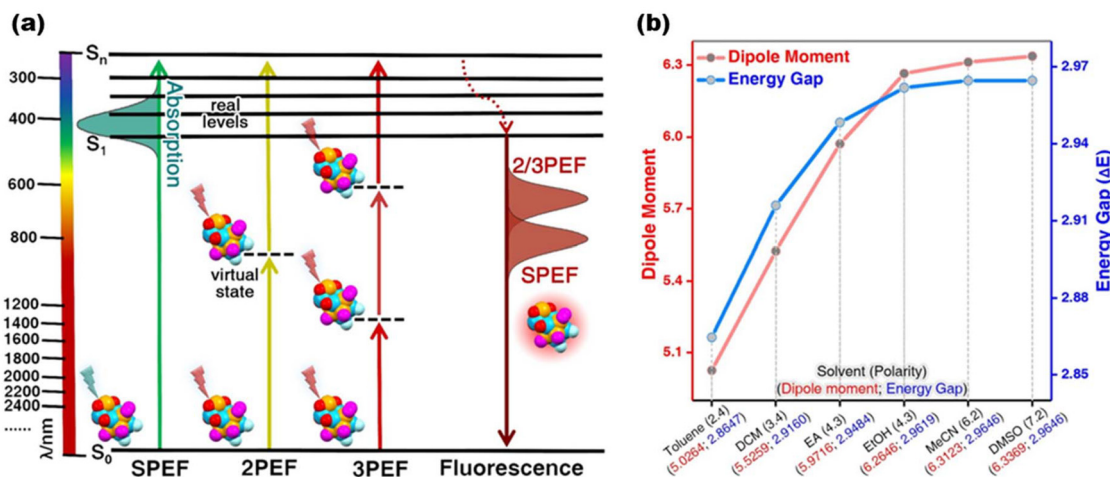 (a)
S_n
300
400
S_1
600
800
1200
1400
1600
1800
2000
2200
2400
......
λ/nm
S_0
Absorption
real
levels
virtual
state
2/3PEF
SPEF
SPEF
2PEF
3PEF
Fluorescence
(b)
Dipole Moment
Energy Gap
Dipole Moment
6.3
6.0
5.7
5.4
5.1
Energy Gap (ΔE)
2.97
2.94
2.91
2.88
2.85
Solvent (Polarity)
(Dipole moment; Energy Gap)
Toluene (2.4)
(5.0264; 2.8647)
DCM (3.4)
(5.5259; 2.9160)
EA (4.3)
(5.9716; 2.9484)
EtOH (4.3)
(6.2646; 2.9619)
MeCN (6.2)
(6.3123; 2.9646)
DMSO (7.2)
(6.3369; 2.9646)